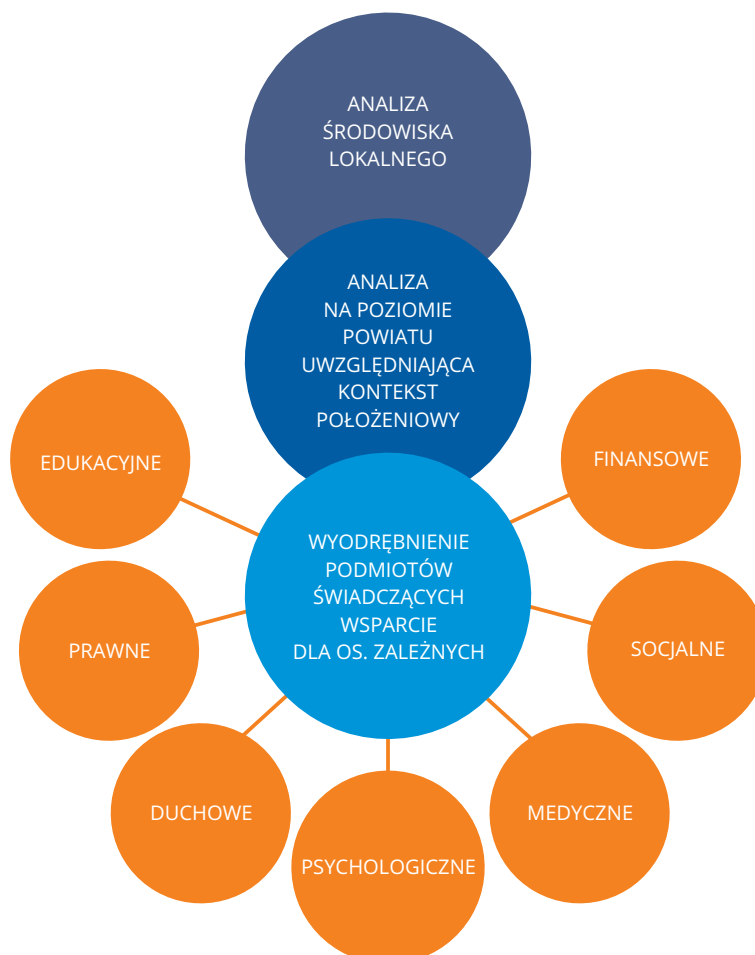 ANALIZA
ŚRODOWISKA
LOKALNEGO
ANALIZA
NA POZIOMIE
POWIATU
UWZGLĘDNIAJĄCA
KONTEKST
POŁOŻENIOWY
EDUKACYJNE
FINANSOWE
WYODRĘBNIENIE
PODMIOTÓW
ŚWIADCZĄCYCH
WSPARCIE
DLA OS. ZALEŻNYCH
PRAWNE
SOCJALNE
DUCHOWE
MEDYCZNE
PSYCHOLOGICZNE